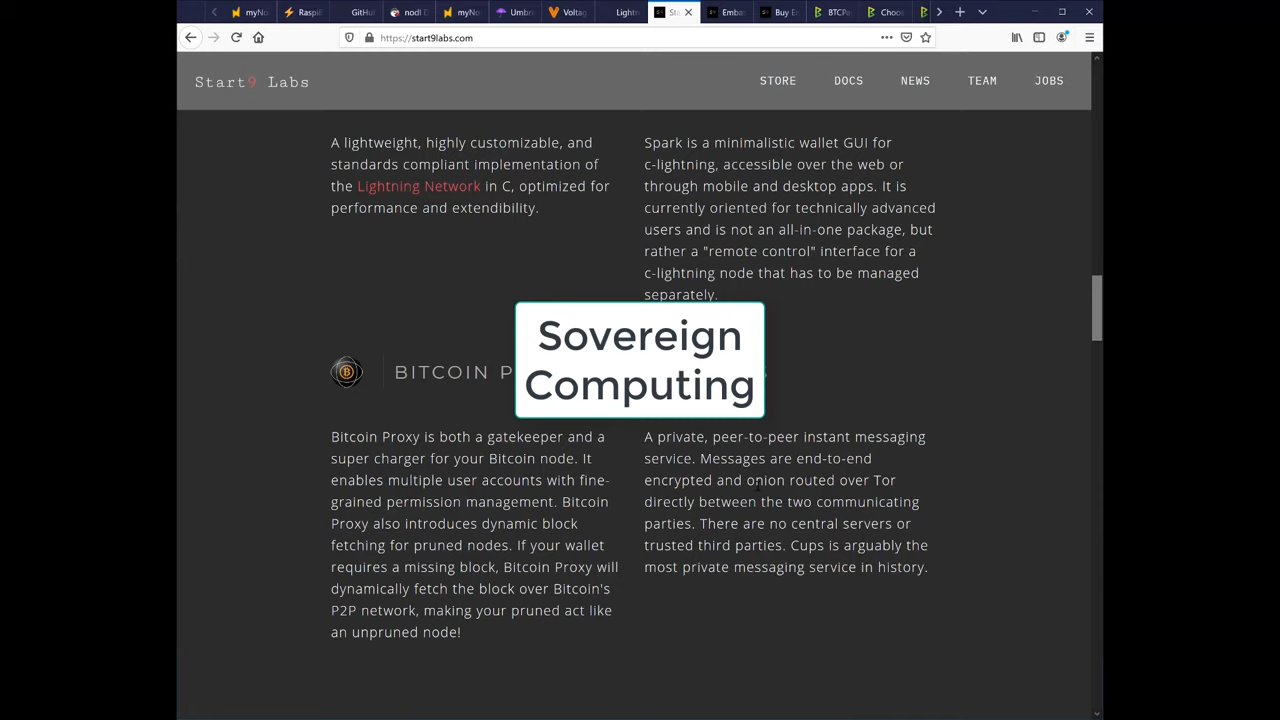 myNo
Raspi
GitHu
nodl D
myNo
Umbr
Voltag
Lightn
Sta
Emba
Buy E
BTCPa
Choos
https://start9labs.com
Start9 Labs
STORE
DOCS
NEWS
TEAM
JOBS
A lightweight, highly customizable, and
standards compliant implementation of
the Lightning Network in C, optimized for
performance and extendibility.
Spark is a minimalistic wallet GUI for
c-lightning, accessible over the web or
through mobile and desktop apps. It is
currently oriented for technically advanced
users and is not an all-in-one package, but
rather a "remote control" interface for a
c-lightning node that has to be managed
separately.
Sovereign
Computing
BITCOIN P
Bitcoin Proxy is both a gatekeeper and a
super charger for your Bitcoin node. It
enables multiple user accounts with fine-
grained permission management. Bitcoin
Proxy also introduces dynamic block
fetching for pruned nodes. If your wallet
requires a missing block, Bitcoin Proxy will
dynamically fetch the block over Bitcoin's
P2P network, making your pruned act like
an unpruned node!
A private, peer-to-peer instant messaging
service. Messages are end-to-end
encrypted and onion routed over Tor
directly between the two communicating
parties. There are no central servers or
trusted third parties. Cups is arguably the
most private messaging service in history.